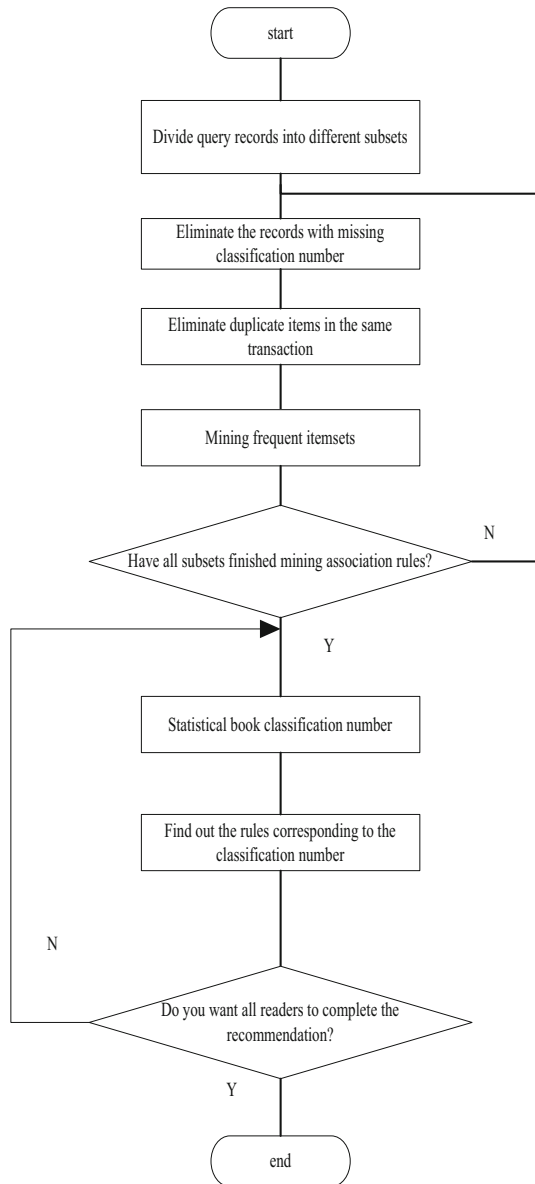 start
Divide query records into different subsets
Eliminate the records with missing
classification number
Eliminate duplicate items in the same
transaction
Mining frequent itemsets
Have all subsets finished mining association rules?
N
Y
Statistical book classification number
Find out the rules corresponding to the
classification number
N
Do you want all readers to complete the
recommendation?
Y
end